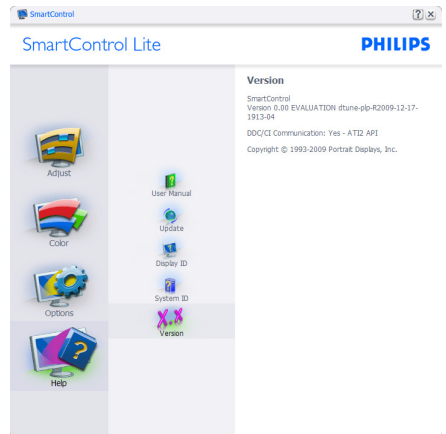 SmartControl
SmartControl Lite
PHILIPS
Adjust
Color
Options
Help
User Manual
Update
Display ID
System ID
Version
Version
SmartControl
Version 0.00 EVALUATION dtune-plp-R2009-12-17-
1913-04
DDC/CI Communication: Yes - ATI2 API
Copyright © 1993-2009 Portrait Displays, Inc.